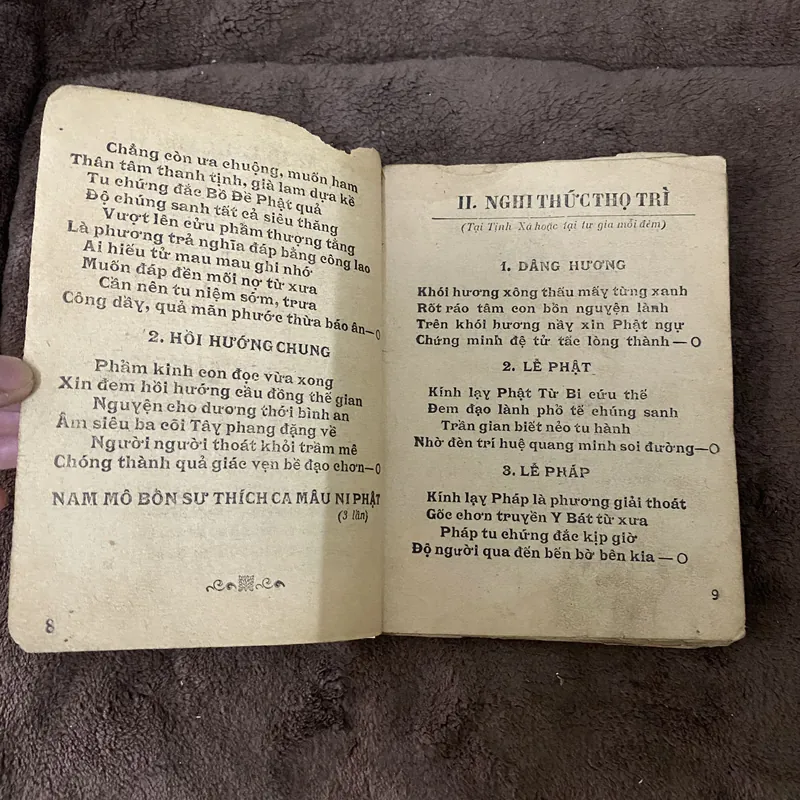 Chẳng còn ưa chuộng, muốn ham
Thân tâm thanh tịnh, già lam dựa kề
Tu chứng đắc Bồ Đề Phật quả
Độ chúng sanh tất cả siêu thăng
Vượt lên cửu phẩm thượng tằng
Là phương trả nghĩa đáp bằng công lao
Ai hiếu tử mau mau ghi nhớ
Muốn đáp đền mối nợ từ xưa
Cần nên tu niệm sớm, trưa
Công dầy, quả mãn phước thừa báo ân—O
2. HỒI HƯỚNG CHUNG
Phẩm kinh con đọc vừa xong
Xin đem hồi hướng cầu đồng thế gian
Nguyện cho dương thới bình an
Âm siêu ba cõi Tây phang đặng về
Người người thoát khỏi trầm mê
Chóng thành quả giác vẹn bề đạo chơn—O
NAM MÔ BỔN SƯ THÍCH CA MÂU NI PHẬT
(3 lần)
8
II. NGHI THỨC THỌ TRÌ
(Tại Tịnh Xá hoặc tại tư gia mỗi đêm)
1. DÂNG HƯƠNG
Khói hương xông thấu mấy từng xanh
Rốt ráo tâm con bổn nguyện lành
Trên khói hương nầy xin Phật ngự
Chứng minh đệ tử tấc lòng thành—O
2. LỄ PHẬT
Kính lạy Phật Từ Bi cứu thế
Đem đạo lành phổ tế chúng sanh
Trần gian biết nẻo tu hành
Nhờ đèn trí huệ quang minh soi đường—O
3. LỄ PHÁP
Kính lạy Pháp là phương giải thoát
Gốc chơn truyền Y Bát từ xưa
Pháp tu chứng đắc kịp giờ
Độ người qua đến bến bờ bên kia—O
9